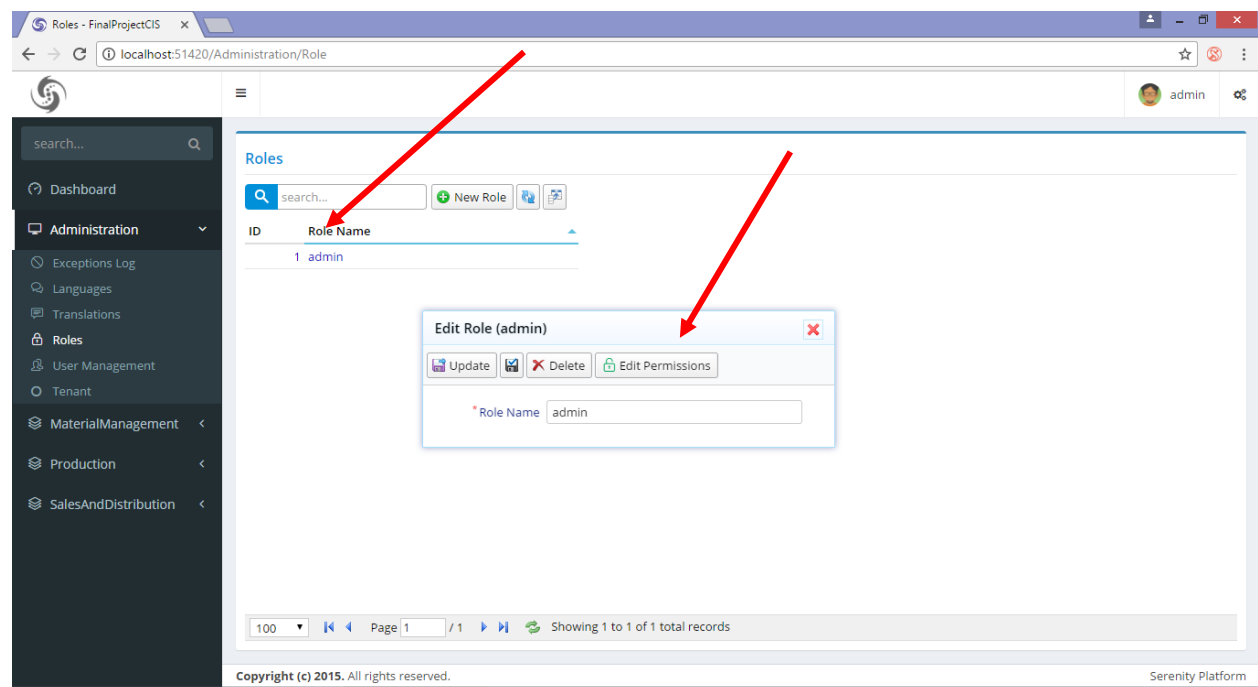 Roles - FinalProjectCIS
localhost:51420/Administration/Role
admin
search...
Dashboard
Administration
Exceptions Log
Languages
Translations
Roles
User Management
Tenant
MaterialManagement
Production
SalesAndDistribution
Roles
search... New Role
ID Role Name
1 admin
Edit Role (admin)
Update Delete Edit Permissions
*Role Name admin
100 Page 1 / 1 Showing 1 to 1 of 1 total records
Copyright (c) 2015. All rights reserved. Serenity Platform